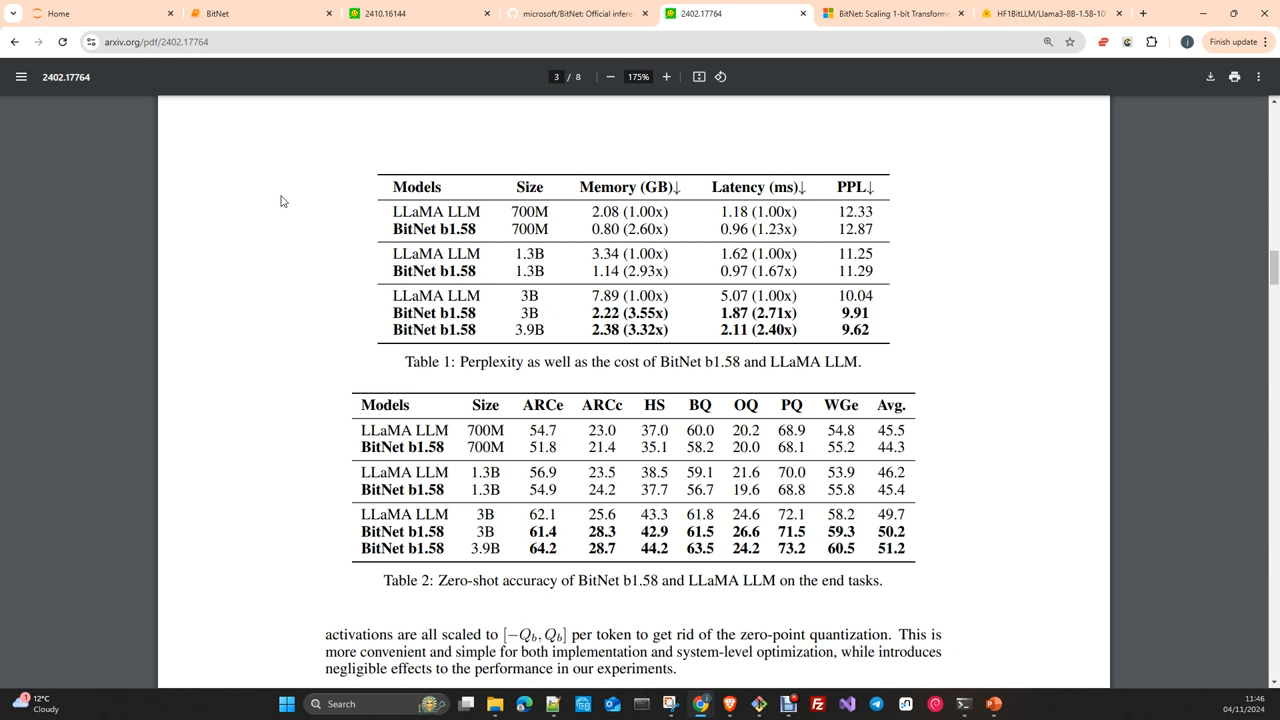 Home
BitNet
2410.16144
microsoft/BitNet: Official infere
2402.17764
BitNet: Scaling 1-bit Transforme
HF1BitLLM/Llama3-8B-1.58-100
arxiv.org/pdf/2402.17764
Finish update
2402.17764
3 / 8
175%
Models Size Memory (GB)↓ Latency (ms)↓ PPL↓
LLaMA LLM 700M 2.08 (1.00x) 1.18 (1.00x) 12.33
BitNet b1.58 700M 0.80 (2.60x) 0.96 (1.23x) 12.87
LLaMA LLM 1.3B 3.34 (1.00x) 1.62 (1.00x) 11.25
BitNet b1.58 1.3B 1.14 (2.93x) 0.97 (1.67x) 11.29
LLaMA LLM 3B 7.89 (1.00x) 5.07 (1.00x) 10.04
BitNet b1.58 3B 2.22 (3.55x) 1.87 (2.71x) 9.91
BitNet b1.58 3.9B 2.38 (3.32x) 2.11 (2.40x) 9.62
Table 1: Perplexity as well as the cost of BitNet b1.58 and LLaMA LLM.
Models Size ARCe ARCc HS BQ OQ PQ WGe Avg.
LLaMA LLM 700M 54.7 23.0 37.0 60.0 20.2 68.9 54.8 45.5
BitNet b1.58 700M 51.8 21.4 35.1 58.2 20.0 68.1 55.2 44.3
LLaMA LLM 1.3B 56.9 23.5 38.5 59.1 21.6 70.0 53.9 46.2
BitNet b1.58 1.3B 54.9 24.2 37.7 56.7 19.6 68.8 55.8 45.4
LLaMA LLM 3B 62.1 25.6 43.3 61.8 24.6 72.1 58.2 49.7
BitNet b1.58 3B 61.4 28.3 42.9 61.5 26.6 71.5 59.3 50.2
BitNet b1.58 3.9B 64.2 28.7 44.2 63.5 24.2 73.2 60.5 51.2
Table 2: Zero-shot accuracy of BitNet b1.58 and LLaMA LLM on the end tasks.
activations are all scaled to [−Qb, Qb] per token to get rid of the zero-point quantization. This is
more convenient and simple for both implementation and system-level optimization, while introduces
negligible effects to the performance in our experiments.
12°C
Cloudy
Search
11:46
04/11/2024